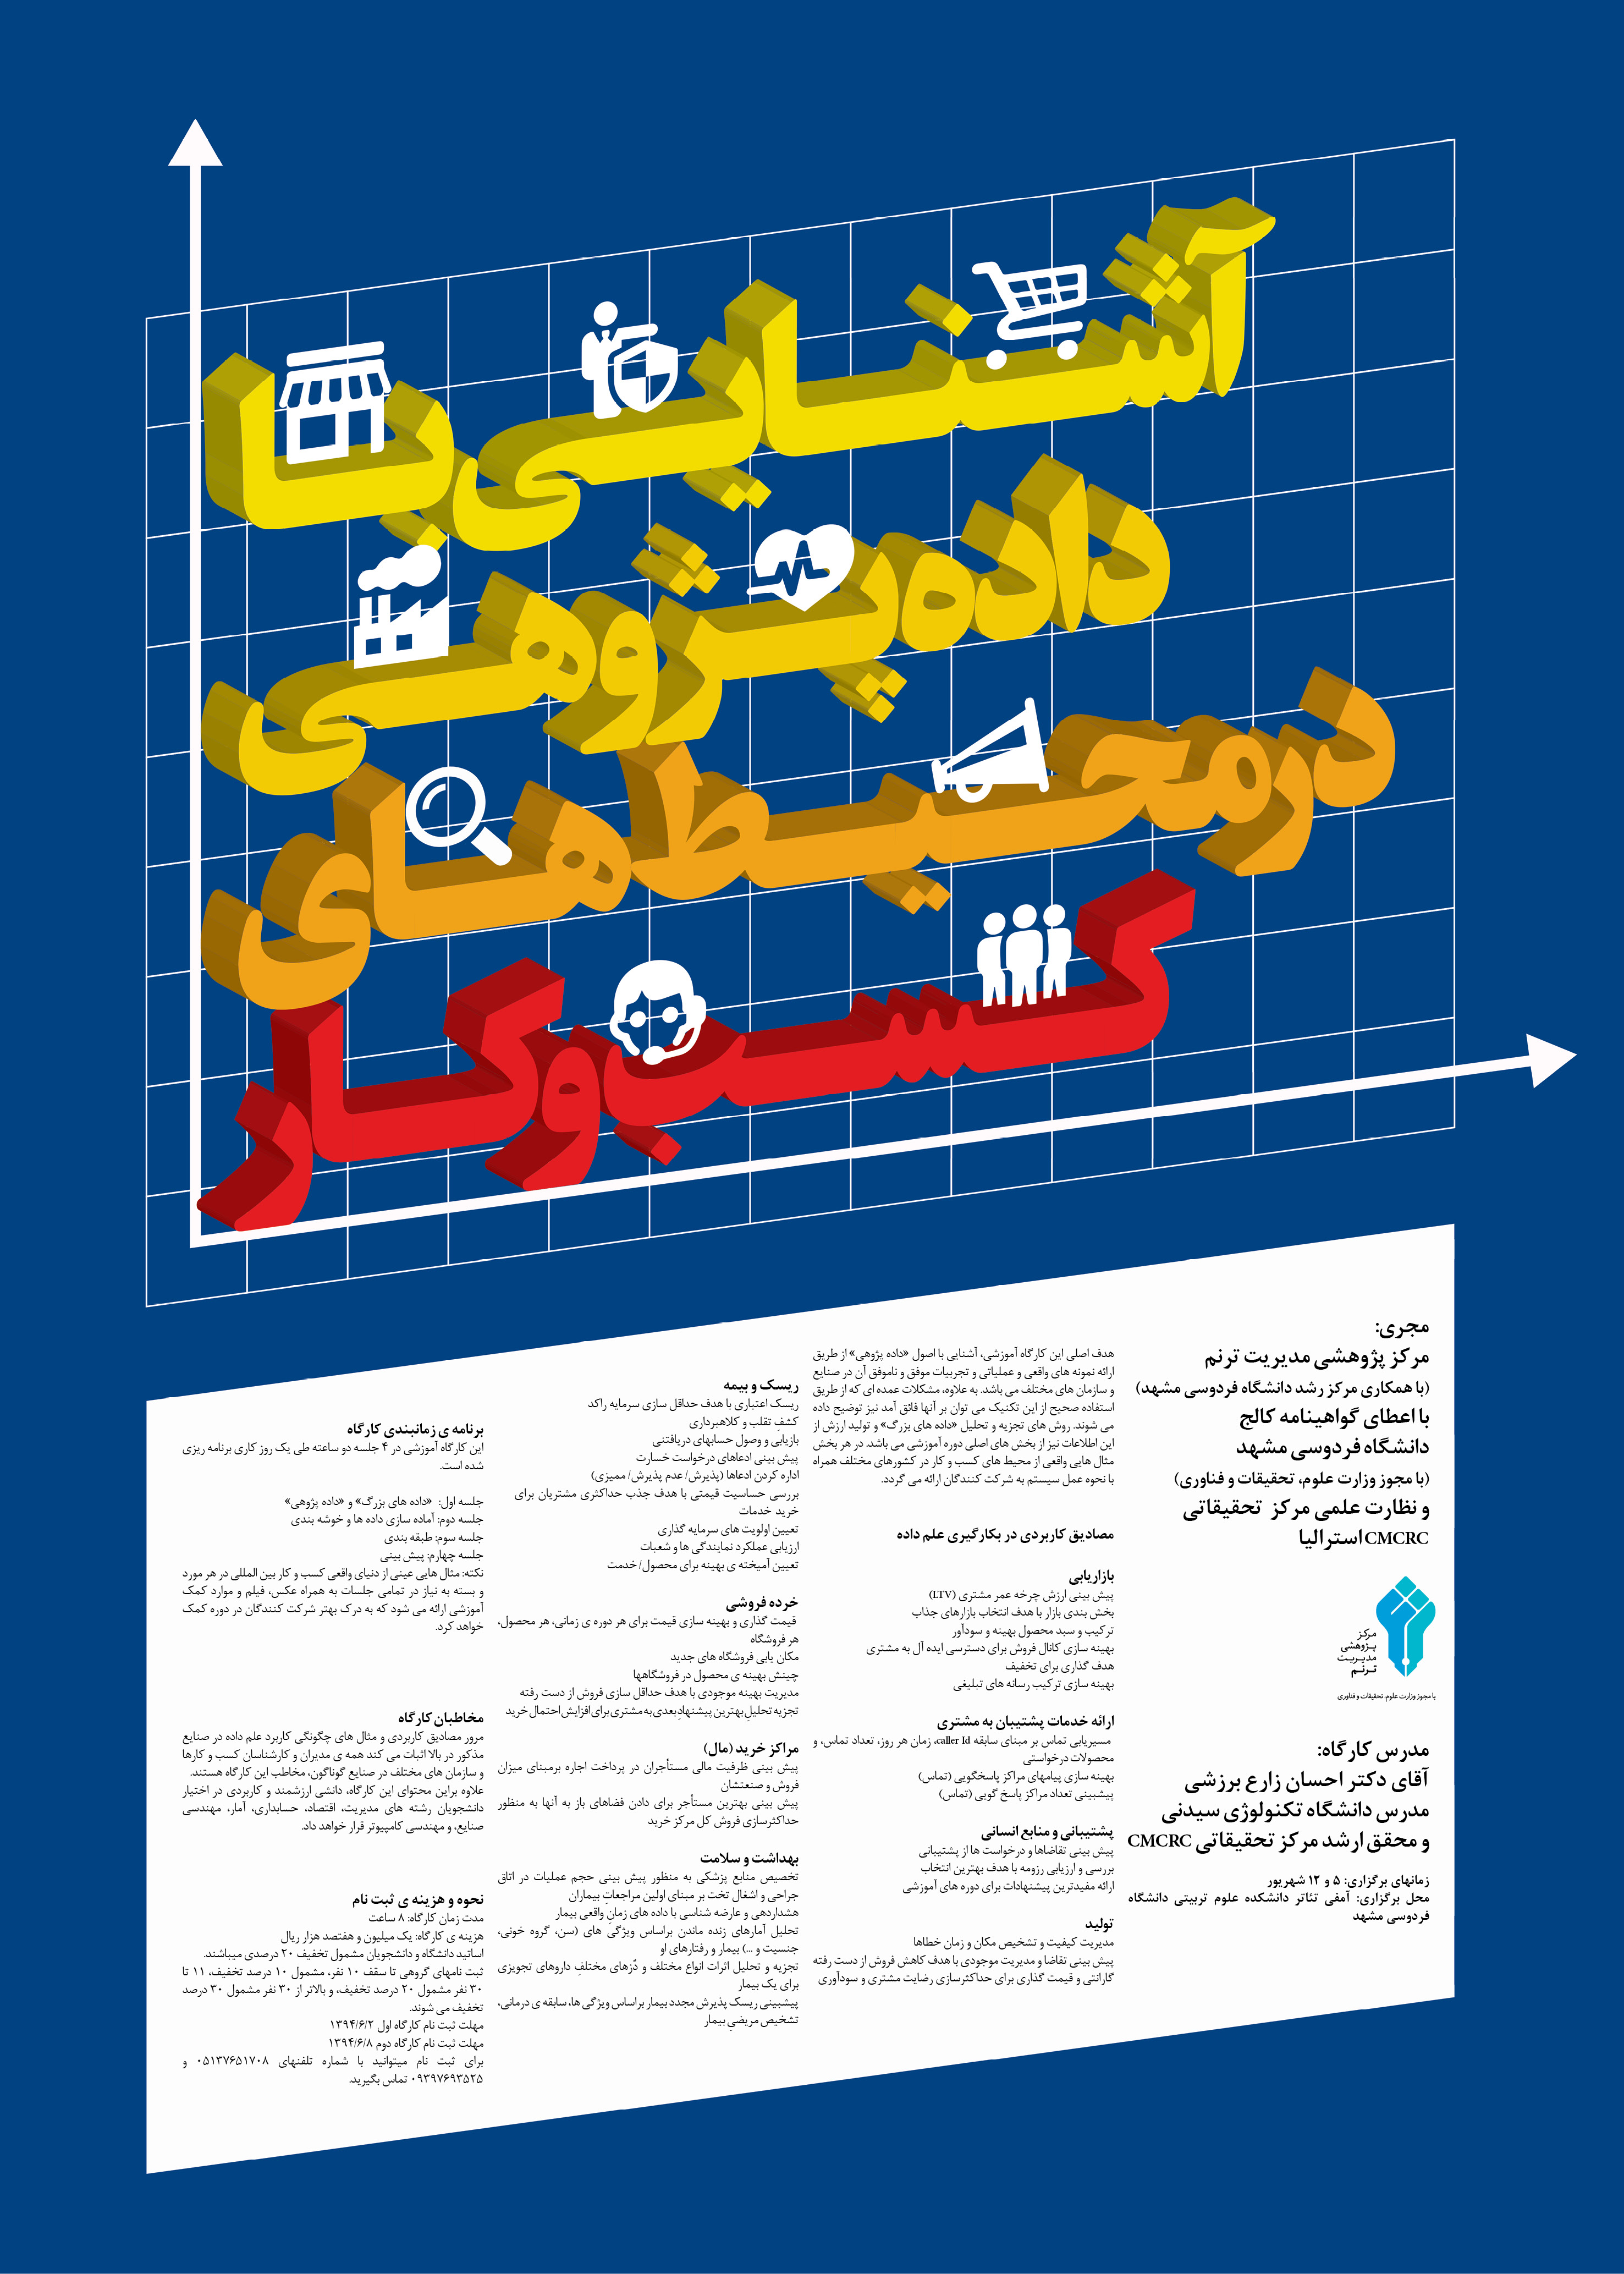 آشنایی با
داده پژوهی
در محیط های
کسب و کار
مجری:
مرکز پژوهشی مدیریت ترنم
(با همکاری مرکز رشد دانشگاه فردوسی مشهد)
با اعطای گواهینامه کالج
دانشگاه فردوسی مشهد
(با مجوز وزارت علوم، تحقیقات و فناوری)
و نظارت علمی مرکز تحقیقاتی
CMCRC استرالیا
مرکز
پژوهشی
مدیریت
ترنم
با مجوز وزارت علوم، تحقیقات و فناوری
مدرس کارگاه:
آقای دکتر احسان زارع برزشی
مدرس دانشگاه تکنولوژی سیدنی
و محقق ارشد مرکز تحقیقاتی CMCRC
زمانهای برگزاری: ۵ و ۱۲ شهریور
محل برگزاری: آمفی تئاتر دانشکده علوم تربیتی دانشگاه
فردوسی مشهد
هدف اصلی این کارگاه آموزشی، آشنایی با اصول «داده پژوهی» از طریق
ارائه نمونه های واقعی و عملیاتی و تجربیات موفق و ناموفق آن در صنایع
و سازمان های مختلف می باشد. به علاوه، مشکلات عمده ای که از طریق
استفاده صحیح از این تکنیک می توان بر آنها فائق آمد نیز توضیح داده
می شوند. روش های تجزیه و تحلیل «داده های بزرگ» و تولید ارزش از
این اطلاعات نیز از بخش های اصلی دوره آموزشی می باشد. در هر بخش
مثال هایی واقعی از محیط های کسب و کار در کشورهای مختلف همراه
با نحوه عمل سیستم به شرکت کنندگان ارائه می گردد.
مصادیق کاربردی در بکارگیری علم داده
بازاریابی
پیش بینی ارزش چرخه عمر مشتری (LTV)
بخش بندی بازار با هدف انتخاب بازارهای جذاب
ترکیب و سبد محصول بهینه و سودآور
بهینه سازی کانال فروش برای دسترسی ایده آل به مشتری
هدف گذاری برای تخفیف
بهینه سازی ترکیب رسانه های تبلیغی
ارائه خدمات پشتیبان به مشتری
مسیریابی تماس بر مبنای سابقه caller Id، زمان هر روز، تعداد تماس، و
محصولات درخواستی
بهینه سازی پیامهای مراکز پاسخگویی (تماس)
پیشبینی تعداد مراکز پاسخ گویی (تماس)
پشتیبانی و منابع انسانی
پیش بینی تقاضاها و درخواست ها از پشتیبانی
بررسی و ارزیابی رزومه با هدف بهترین انتخاب
ارائه مفیدترین پیشنهادات برای دوره های آموزشی
تولید
مدیریت کیفیت و تشخیص مکان و زمان خطاها
پیش بینی تقاضا و مدیریت موجودی با هدف کاهش فروش از دست رفته
گارانتی و قیمت گذاری برای حداکثرسازی رضایت مشتری و سودآوری
ریسک و بیمه
ریسک اعتباری با هدف حداقل سازی سرمایه راکد
کشفِ تقلب و کلاهبرداری
بازیابی و وصول حسابهای دریافتنی
پیش بینی ادعاهای درخواست خسارت
اداره کردن ادعاها (پذیرش/ عدم پذیرش/ ممیزی)
بررسی حساسیت قیمتی با هدف جذب حداکثری مشتریان برای
خرید خدمات
تعیین اولویت های سرمایه گذاری
ارزیابی عملکرد نمایندگی ها و شعبات
تعیین آمیخته ی بهینه برای محصول/ خدمت
خرده فروشی
قیمت گذاری و بهینه سازی قیمت برای هر دوره ی زمانی، هر محصول،
هر فروشگاه
مکان یابی فروشگاه های جدید
چینش بهینه ی محصول در فروشگاهها
مدیریت بهینه موجودی با هدف حداقل سازی فروش از دست رفته
تجزیه تحلیلِ بهترین پیشنهادِ بعدی به مشتری برای افزایش احتمال خرید
مراکز خرید (مال)
پیش بینی ظرفیت مالی مستأجران در پرداخت اجاره برمبنای میزان
فروش و صنعتشان
پیش بینی بهترین مستأجر برای دادن فضاهای باز به آنها به منظور
حداکثرسازی فروش کل مرکز خرید
بهداشت و سلامت
تخصیص منابع پزشکی به منظور پیش بینی حجم عملیات در اتاق
جراحی و اشغال تخت بر مبنای اولین مراجعاتِ بیماران
هشداردهی و عارضه شناسی با داده های زمانِ واقعی بیمار
تحلیل آمارهای زنده ماندن براساس ویژگی های (سن، گروه خونی،
جنسیت و ...) بیمار و رفتارهای او
تجزیه و تحلیل اثرات انواع مختلف و دُزهای مختلفِ داروهای تجویزی
برای یک بیمار
پیشبینی ریسک پذیرش مجدد بیمار براساس ویژگی ها، سابقه ی درمانی،
تشخیص مریضیِ بیمار
برنامه ی زمانبندی کارگاه
این کارگاه آموزشی در ۴ جلسه دو ساعته طی یک روز کاری برنامه ریزی
شده است.
جلسه اول: «داده های بزرگ» و «داده پژوهی»
جلسه دوم: آماده سازی داده ها و خوشه بندی
جلسه سوم: طبقه بندی
جلسه چهارم: پیش بینی
نکته: مثال هایی عینی از دنیای واقعی کسب و کار بین المللی در هر مورد
و بسته به نیاز در تمامی جلسات به همراه عکس، فیلم و موارد کمک
آموزشی ارائه می شود که به درک بهتر شرکت کنندگان در دوره کمک
خواهد کرد.
مخاطبان کارگاه
مرور مصادیق کاربردی و مثال های چگونگی کاربرد علم داده در صنایع
مذکور در بالا اثبات می کند همه ی مدیران و کارشناسان کسب و کارها
و سازمان های مختلف در صنایع گوناگون، مخاطب این کارگاه هستند.
علاوه براین محتوای این کارگاه، دانشی ارزشمند و کاربردی در اختیار
دانشجویان رشته های مدیریت، اقتصاد، حسابداری، آمار، مهندسی
صنایع، و مهندسی کامپیوتر قرار خواهد داد.
نحوه و هزینه ی ثبت نام
مدت زمان کارگاه: ۸ ساعت
هزینه ی کارگاه: یک میلیون و هفتصد هزار ریال
اساتید دانشگاه و دانشجویان مشمول تخفیف ۲۰ درصدی میباشند.
ثبت نامهای گروهی تا سقف ۱۰ نفر، مشمول ۱۰ درصد تخفیف، ۱۱ تا
۳۰ نفر مشمول ۲۰ درصد تخفیف، و بالاتر از ۳۰ نفر مشمول ۳۰ درصد
تخفیف می شوند.
مهلت ثبت نام کارگاه اول ۱۳۹۴/۶/۲
مهلت ثبت نام کارگاه دوم ۱۳۹۴/۶/۸
برای ثبت نام میتوانید با شماره تلفنهای ۰۵۱۳۷۶۵۱۷۰۸ و
۰۹۳۹۷۶۹۳۵۲۵ تماس بگیرید.